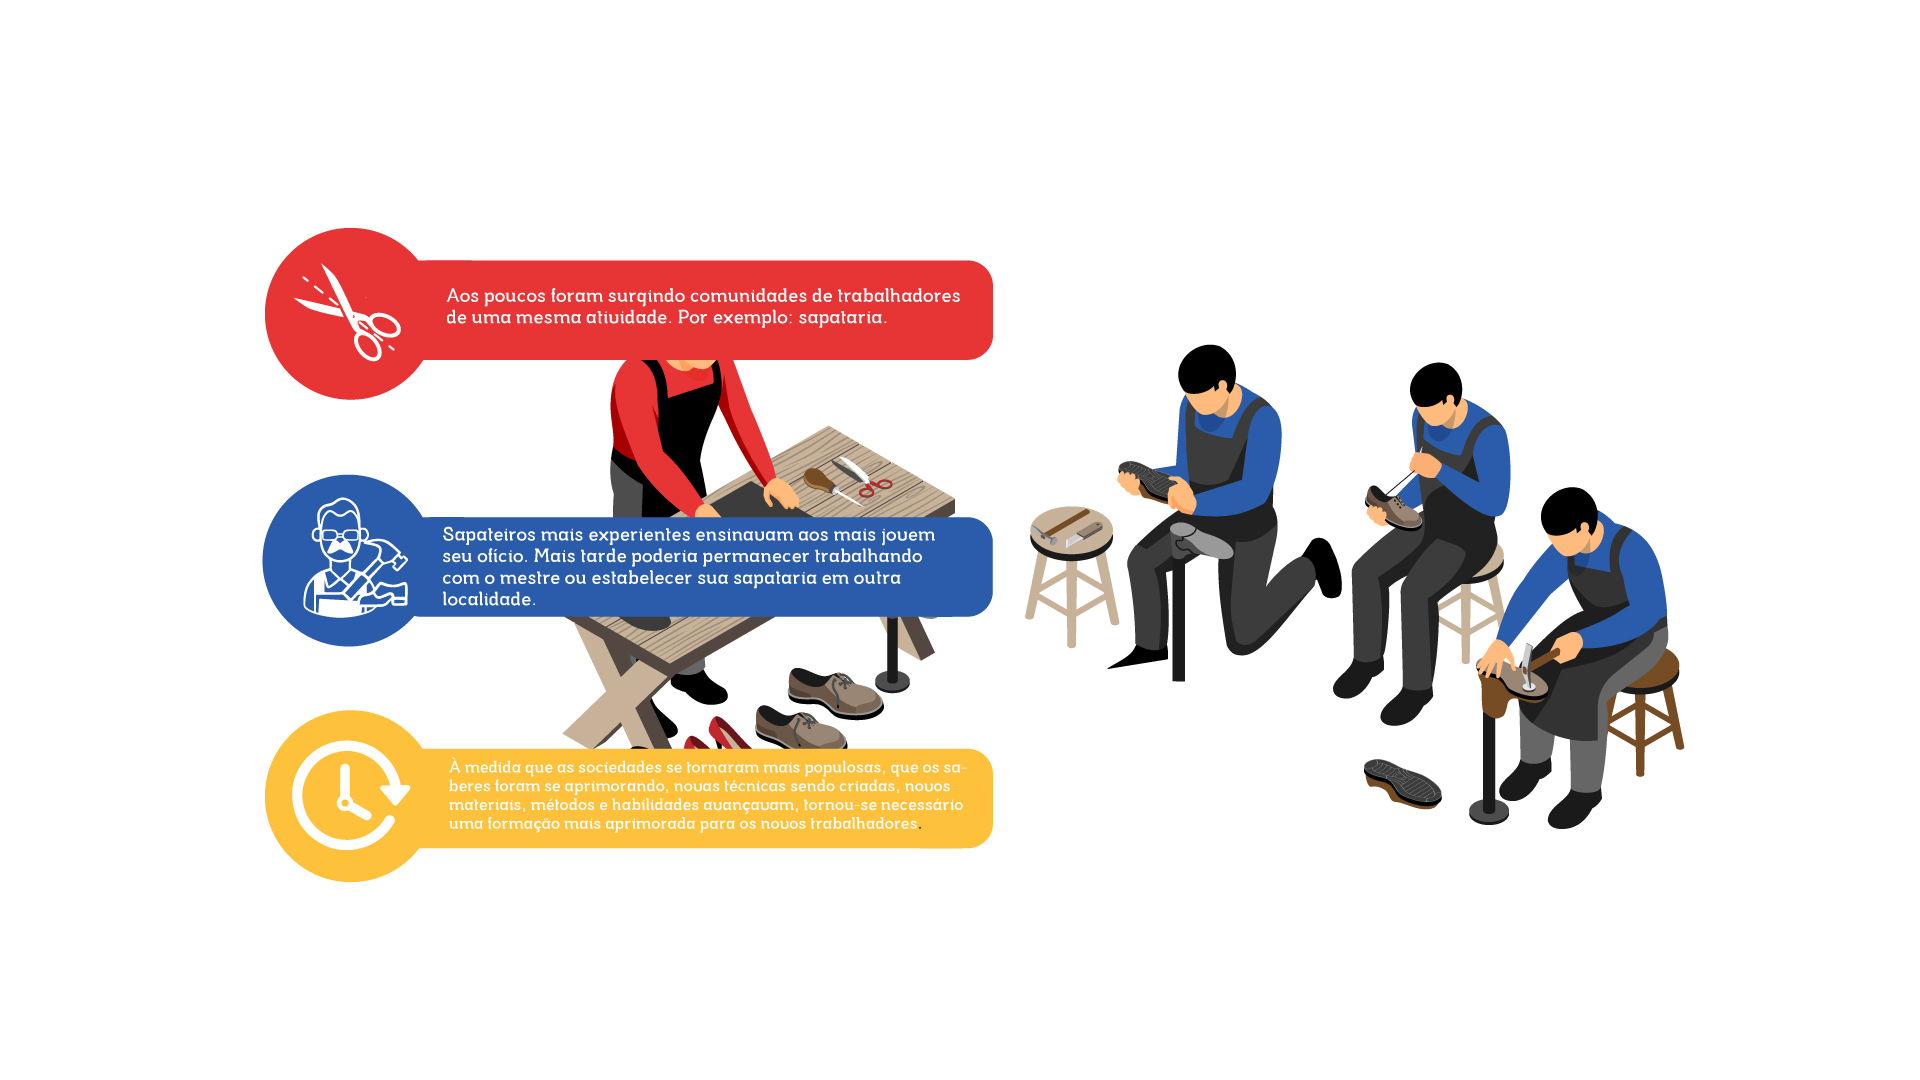 Aos poucos foram surgindo comunidades de trabalhadores
de uma mesma atividade. Por exemplo: sapataria.
Sapateiros mais experientes ensinavam aos mais jovem
seu ofício. Mais tarde poderia permanecer trabalhando
com o mestre ou estabelecer sua sapataria em outra
localidade.
À medida que as sociedades se tornaram mais populosas, que os sa-
beres foram se aprimorando, novas técnicas sendo criadas, novos
materiais, métodos e habilidades avançavam, tornou-se necessário
uma formação mais aprimorada para os novos trabalhadores.